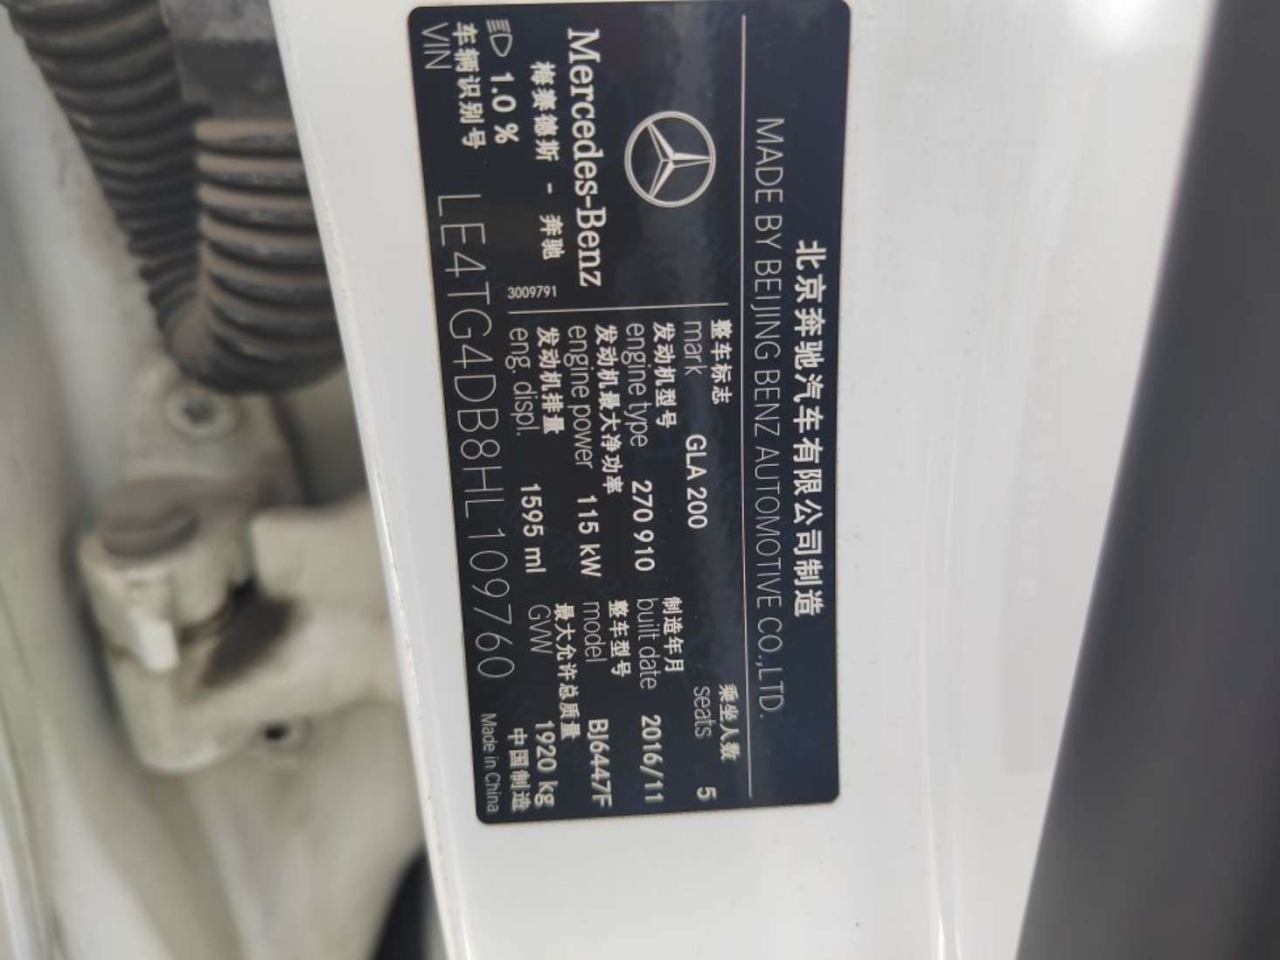 北京奔驰汽车有限公司制造
MADE BY BEIJING BENZ AUTOMOTIVE CO.,LTD.
Mercedes-Benz
梅赛德斯 - 奔驰
3009791
1.0 %
整车标志
mark GLA 200
乘坐人数
seats 5
发动机型号
engine type 270 910
制造年月
built date 2016/11
发动机最大净功率
engine power 115 kW
整车型号
model BJ6447F
发动机排量
eng. displ. 1595 ml
最大允许总质量
GVW 1920 kg
车辆识别号
VIN LE4TG4DB8HL109760
中国制造
Made in China